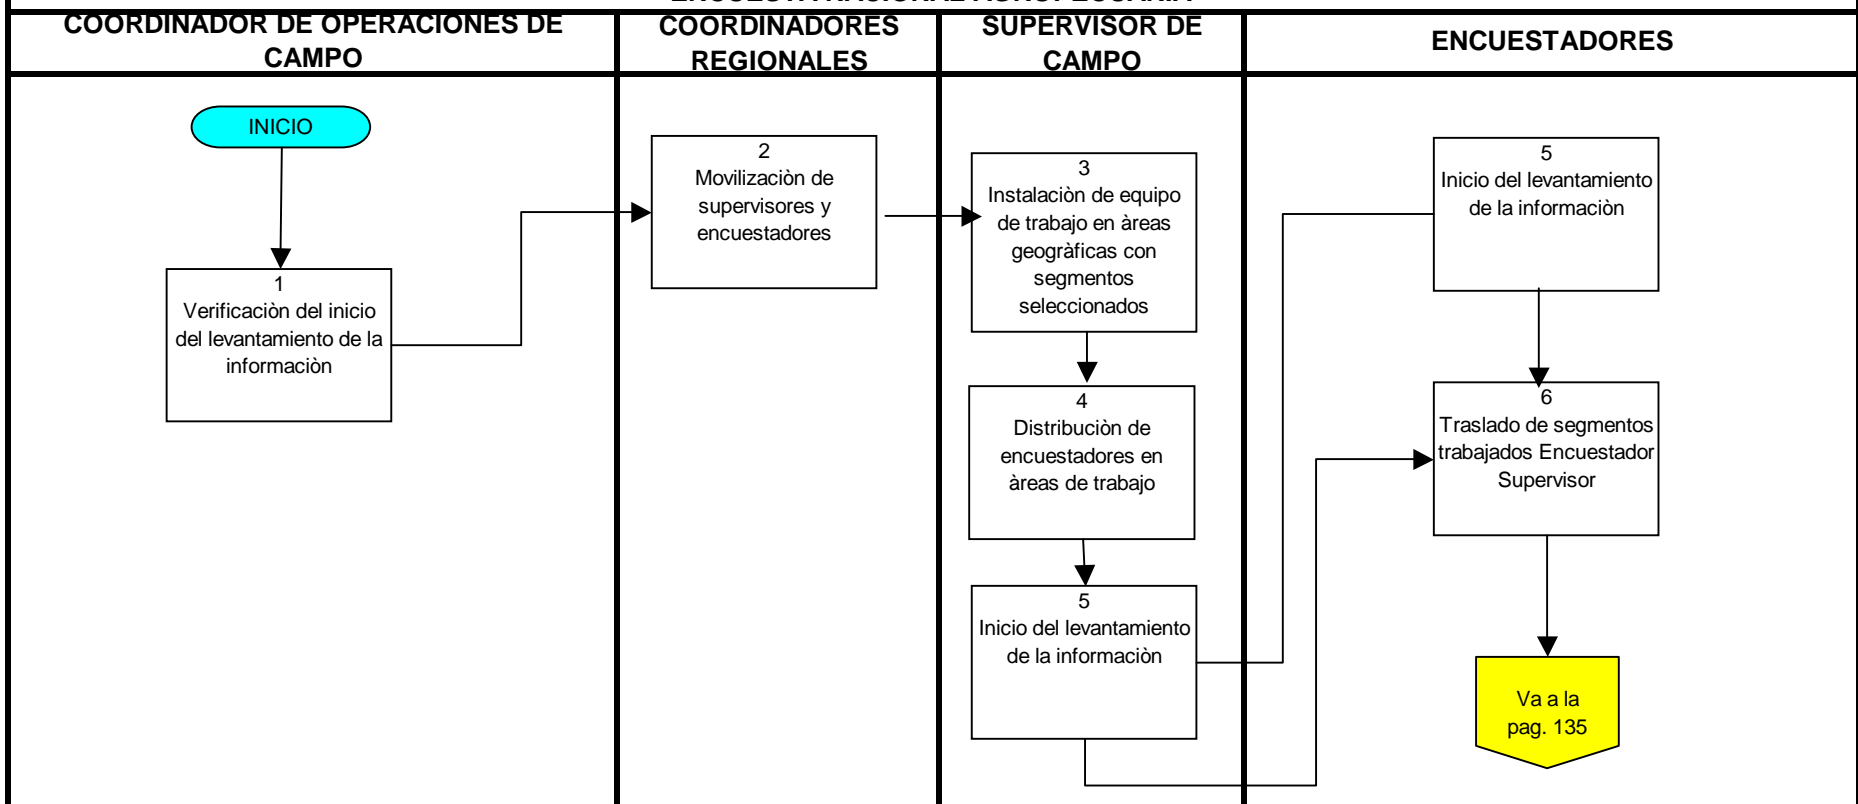 COORDINADOR DE OPERACIONES DE
CAMPO
COORDINADORES
REGIONALES
SUPERVISOR DE
CAMPO
ENCUESTADORES
INICIO
1
Verificaciòn del inicio
del levantamiento de la
informaciòn
2
Movilizaciòn de
supervisores y
encuestadores
3
Instalaciòn de equipo
de trabajo en àreas
geogràficas con
segmentos
seleccionados
4
Distribuciòn de
encuestadores en
àreas de trabajo
5
Inicio del levantamiento
de la informaciòn
5
Inicio del levantamiento
de la informaciòn
6
Traslado de segmentos
trabajados Encuestador
Supervisor
Va a la
pag. 135